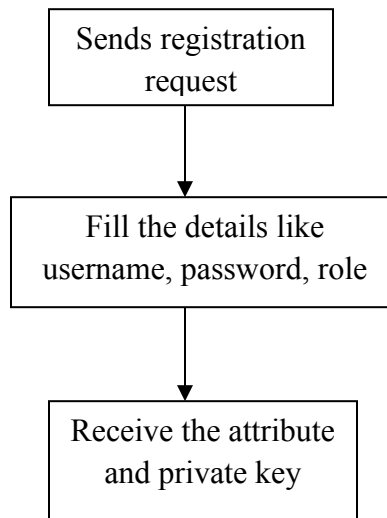 Sends registration
request
Fill the details like
username, password, role
Receive the attribute
and private key